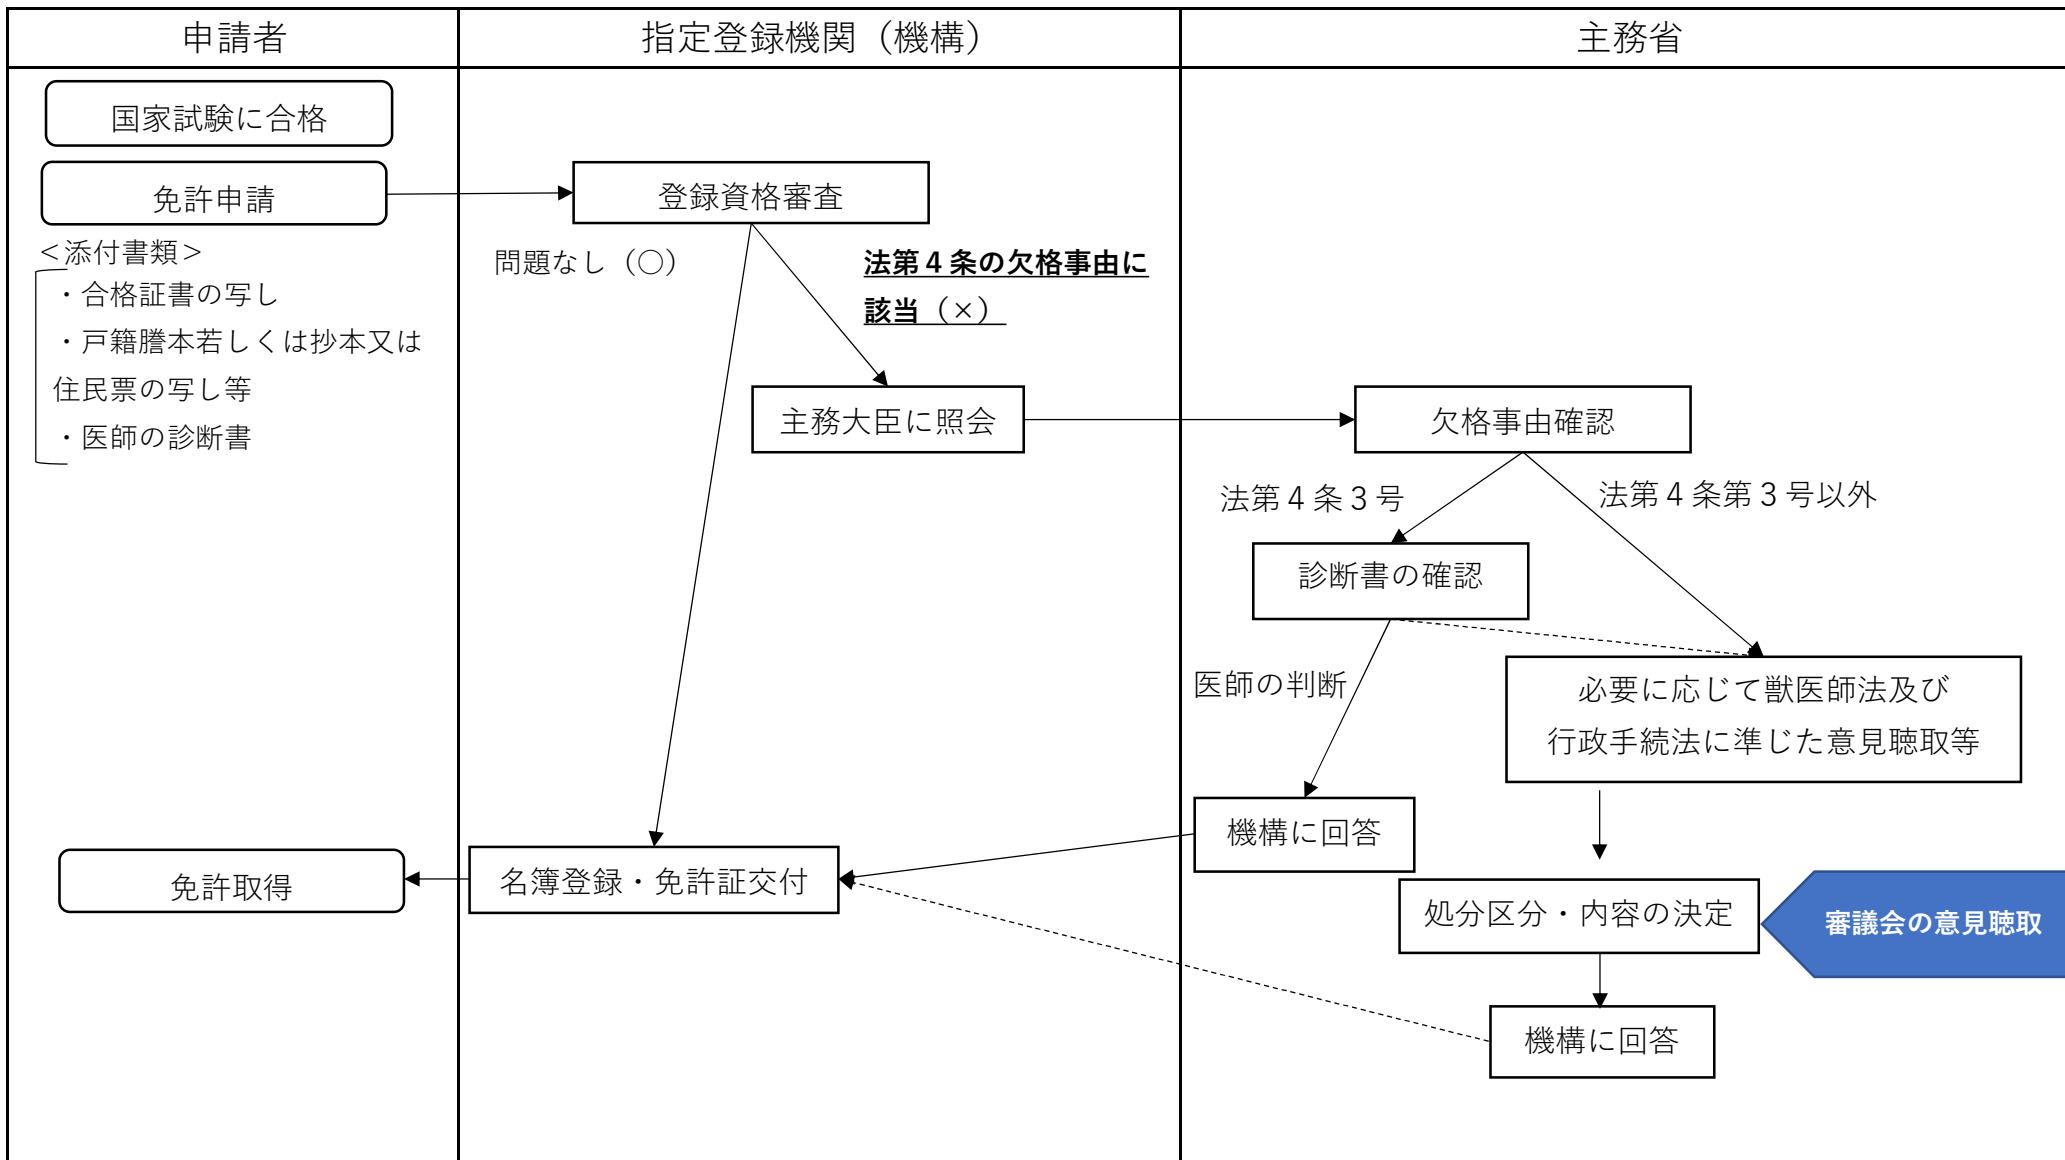 申請者
指定登録機関（機構）
主務省
国家試験に合格
免許申請
＜添付書類＞
・合格証書の写し
・戸籍謄本若しくは抄本又は
住民票の写し等
・医師の診断書
登録資格審査
問題なし（○）
法第４条の欠格事由に
該当（×）
主務大臣に照会
欠格事由確認
法第４条３号
法第４条第３号以外
診断書の確認
医師の判断
必要に応じて獣医師法及び
行政手続法に準じた意見聴取等
機構に回答
免許取得
名簿登録・免許証交付
処分区分・内容の決定
審議会の意見聴取
機構に回答